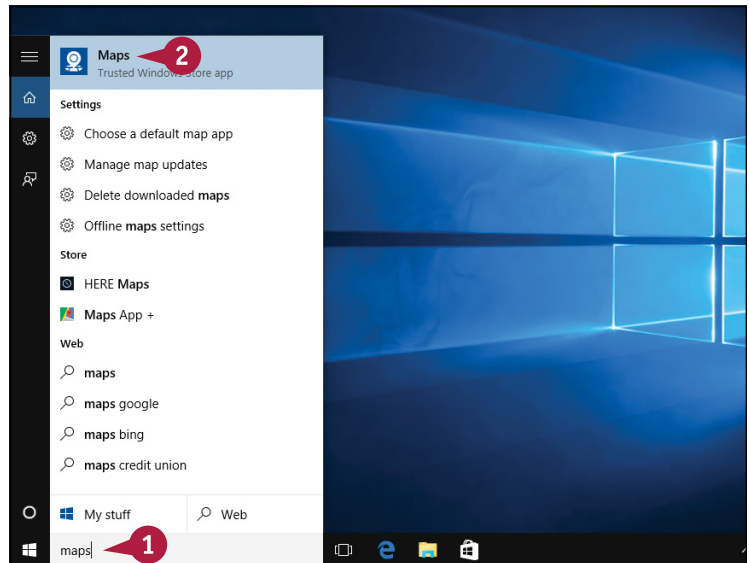 Maps
2
Trusted Windows Store app
Settings
Choose a default map app
Manage map updates
Delete downloaded maps
Offline maps settings
Store
HERE Maps
Maps App +
Web
maps
maps google
maps bing
maps credit union
My stuff
Web
maps
1